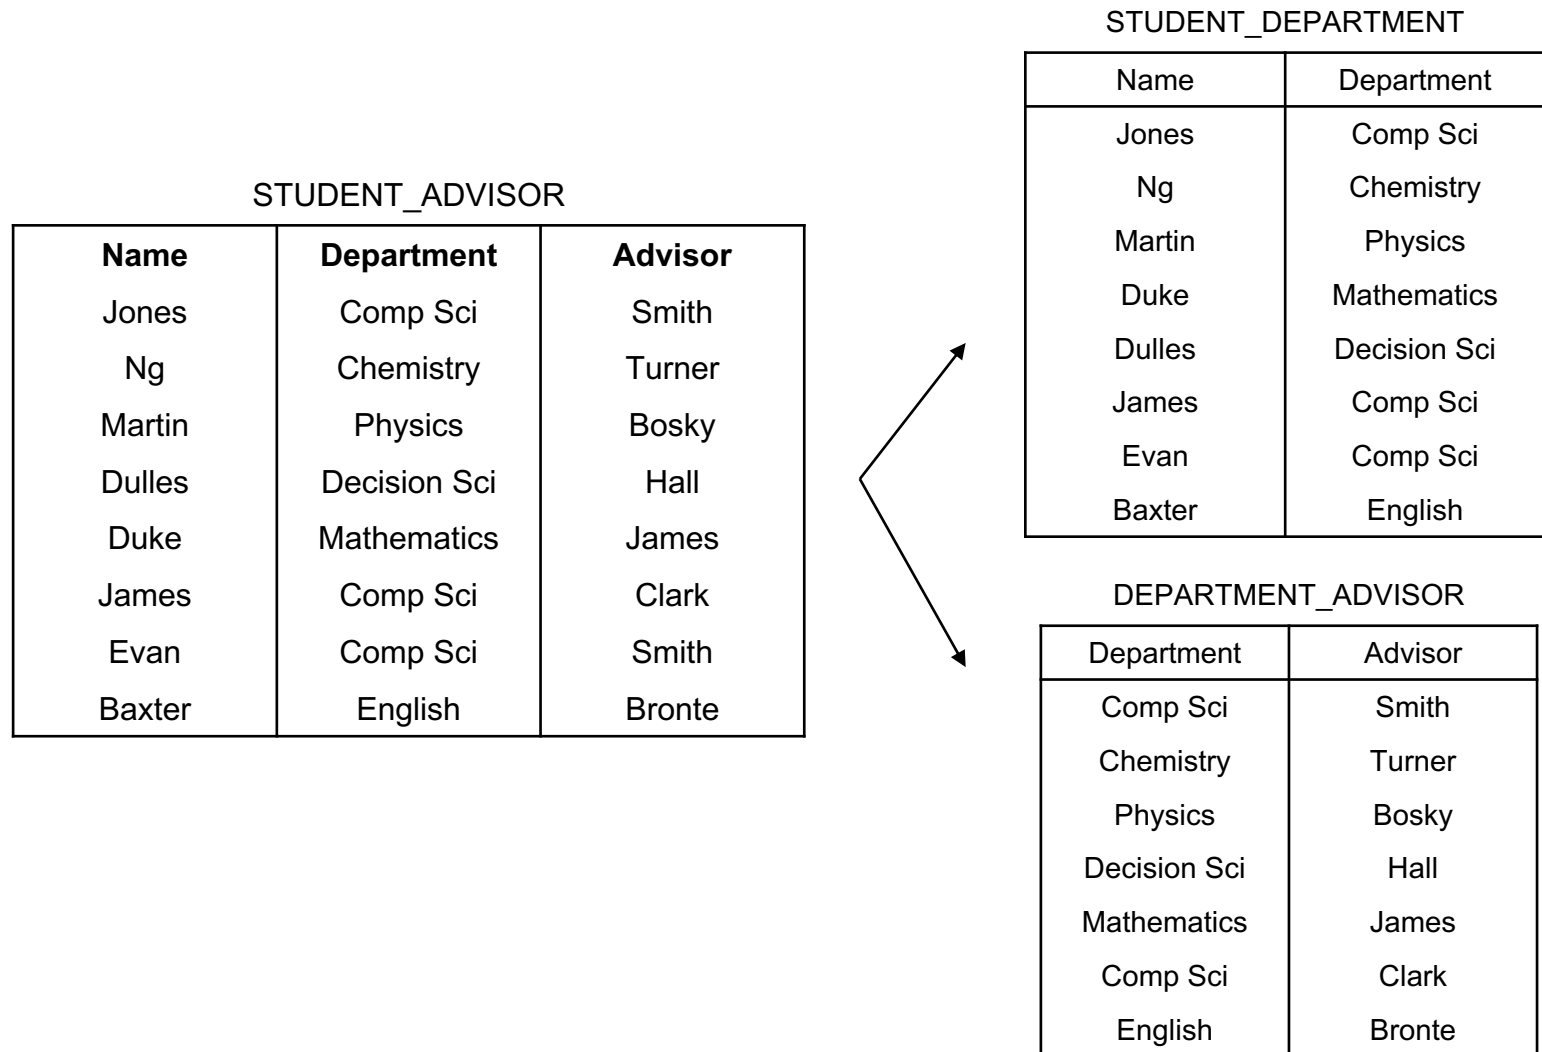 STUDENT_ADVISOR
Name Department Advisor
Jones Comp Sci Smith
Ng Chemistry Turner
Martin Physics Bosky
Dulles Decision Sci Hall
Duke Mathematics James
James Comp Sci Clark
Evan Comp Sci Smith
Baxter English Bronte
STUDENT_DEPARTMENT
Name Department
Jones Comp Sci
Ng Chemistry
Martin Physics
Duke Mathematics
Dulles Decision Sci
James Comp Sci
Evan Comp Sci
Baxter English
DEPARTMENT_ADVISOR
Department Advisor
Comp Sci Smith
Chemistry Turner
Physics Bosky
Decision Sci Hall
Mathematics James
Comp Sci Clark
English Bronte